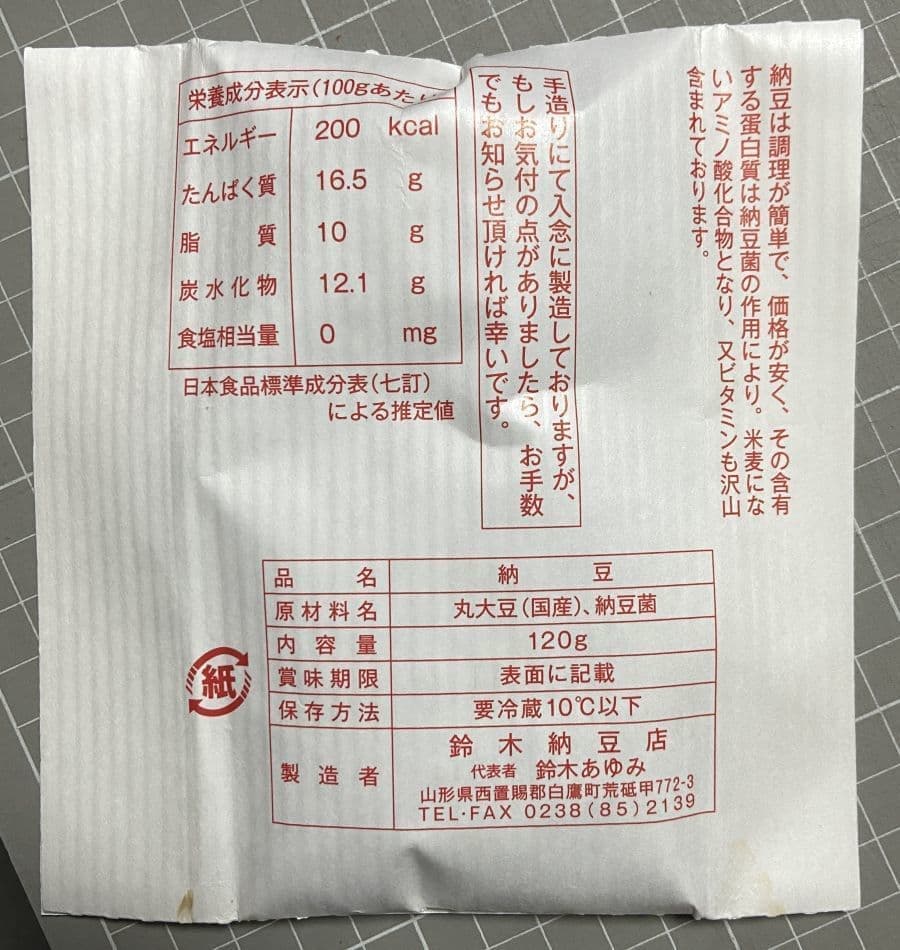 納豆は調理が簡単で、価格が安く、その含有
する蛋白質は納豆菌の作用により。米麦にな
いアミノ酸化合物となり、又ビタミンも沢山
含まれております。
手造りにて入念に製造しておりますが、
もしお気付の点がありましたら、お手数
でもお知らせ頂ければ幸いです。
栄養成分表示(100gあたり
エネルギー 200 kcal
たんぱく質 16.5 g
脂質 10 g
炭水化物 12.1 g
食塩相当量 0 mg
日本食品標準成分表(七訂)
による推定値
品名 納豆
原材料名 丸大豆(国産)、納豆菌
内容量 120g
賞味期限 表面に記載
保存方法 要冷蔵10℃以下
製造者 鈴木納豆店
代表者 鈴木あゆみ
山形県西置賜郡白鷹町荒砥甲772-3
TEL・FAX 0238(85)2139
紙